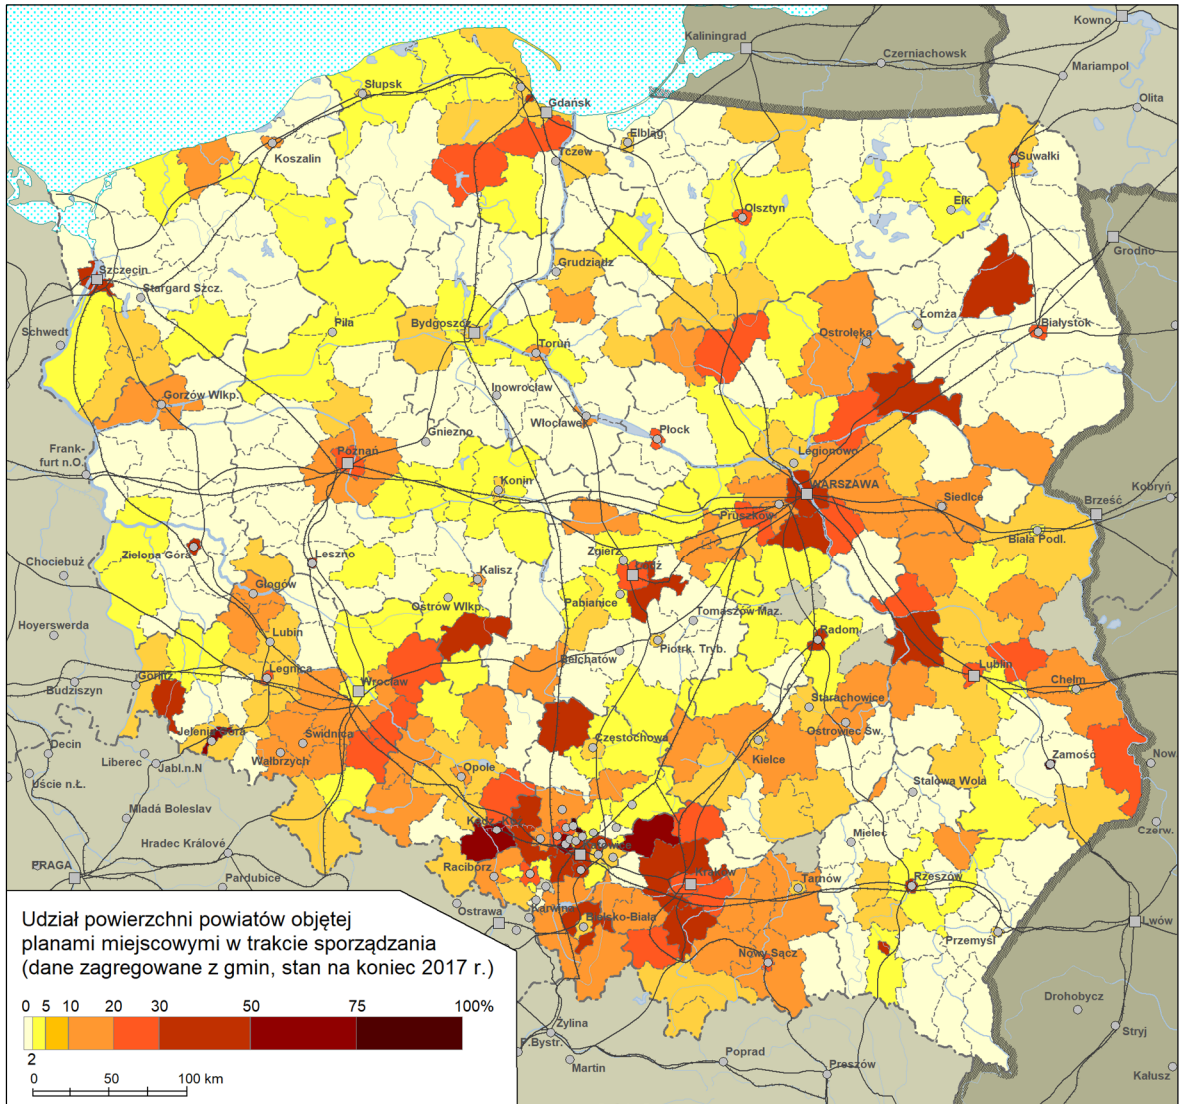 Kowno
Kaliningrad
Czerniachowsk
Mariampol
Olita
Słupsk
Gdańsk
Elbląg
Koszalin
Tczew
Suwałki
Olsztyn
Ełk
Grodno
Szczecin
Stargard Szcz.
Grudziądz
Schwedt
Piła
Bydgoszcz
Ostrołęka
Łomża
Białystok
Toruń
Gorzów Wlkp.
Inowrocław
Włocławek
Płock
Gniezno
Frank-
furt n.O.
Poznań
Legionowo
Konin
WARSZAWA
Siedlce
Kobryń
Brześć
Pruszków
Biała Podl.
Zielona Góra
Leszno
Zgierz
Łódź
Chociebuż
Głogów
Kalisz
Ostrów Wlkp.
Pabianice
Tomaszów Maz.
Hoyerswerda
Lubin
Radom
Piotrk. Tryb.
Bełchatów
Lublin
Chełm
Görlitz
Legnica
Budziszyn
Wrocław
Starachowice
Ostrowiec Św.
Jelenia Góra
Świdnica
Częstochowa
Decin
Liberec
Jabl.n.N
Wałbrzych
Kielce
Zamość
Now.
Uście n.Ł.
Opole
Stalowa Wola
Mladá Boleslav
Kędz.-Koź.
Mielec
Czerw.
Hradec Králové
Katowice
PRAGA
Racibórz
Kraków
Tarnów
Rzeszów
Pardubice
Ostrawa
Karwina
Bielsko-Biała
Lwów
Przemyśl
Nowy Sącz
Udział powierzchni powiatów objętej
planami miejscowymi w trakcie sporządzania
(dane zagregowane z gmin, stan na koniec 2017 r.)
0 5 10 20 30 50 75 100%
2
0 50 100 km
Drohobycz
Stryj
Żylina
P.Bystr.
Martin
Poprad
Preszów
Kałusz